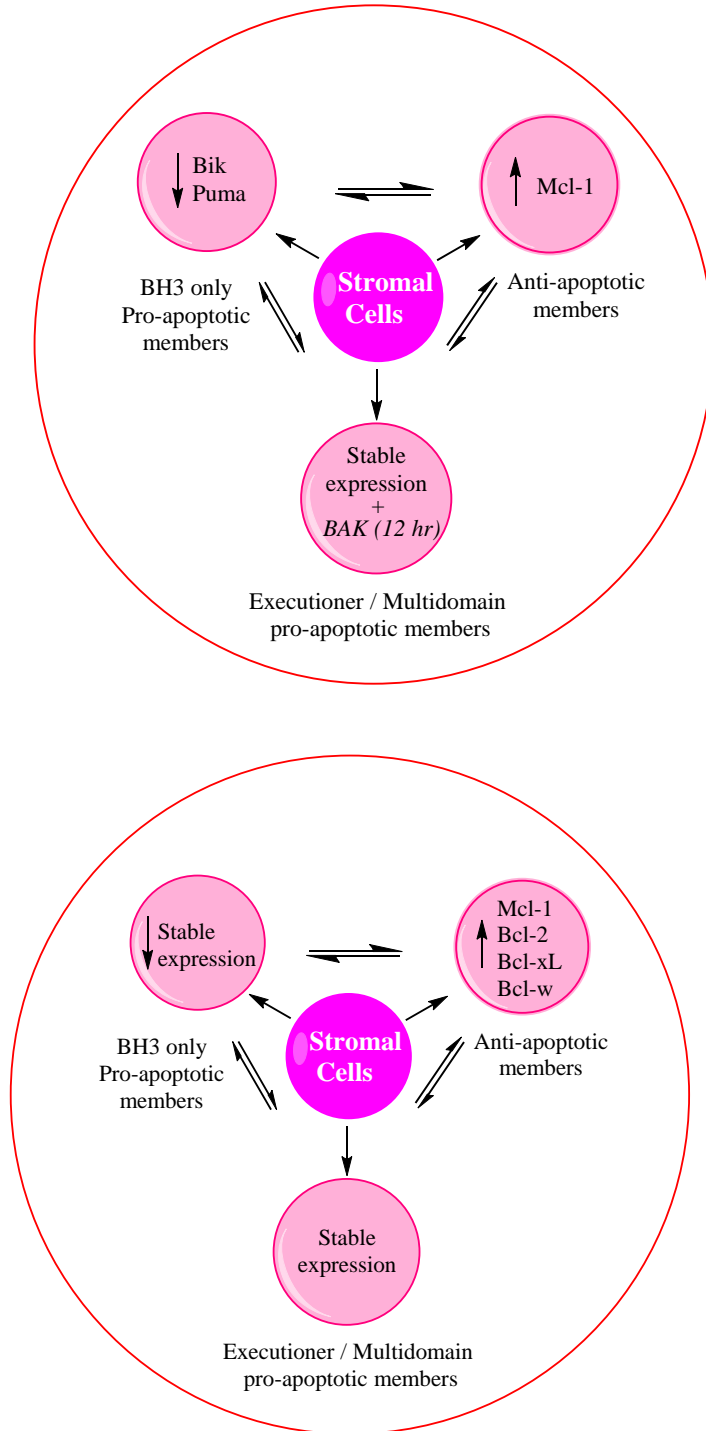 Bik
Puma
Mcl-1
Stromal
Cells
BH3 only
Pro-apoptotic
members
Anti-apoptotic
members
Stable
expression
+
BAK (12 hr)
Executioner / Multidomain
pro-apoptotic members
Mcl-1
Bcl-2
Bcl-xL
Bcl-w
Stable
expression
Stromal
Cells
BH3 only
Pro-apoptotic
members
Anti-apoptotic
members
Stable
expression
Executioner / Multidomain
pro-apoptotic members